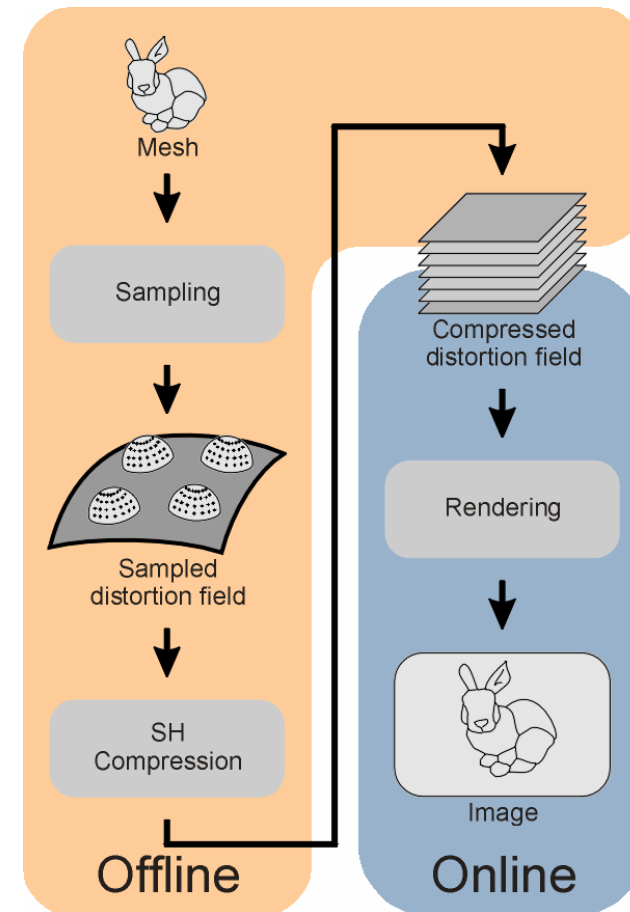 Mesh
Sampling
Sampled
distortion field
SH
Compression
Offline
Compressed
distortion field
Rendering
Image
Online